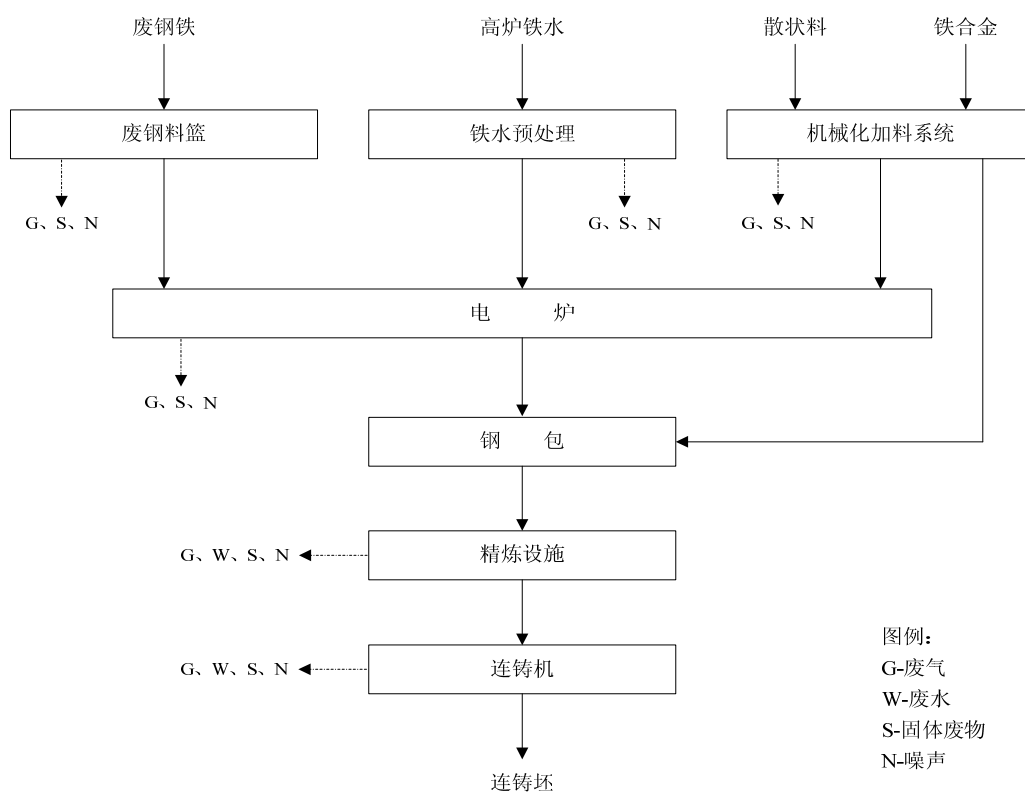 废钢铁
高炉铁水
散状料
铁合金
废钢料篮
铁水预处理
机械化加料系统
G、S、N
G、S、N
G、S、N
电 炉
G、S、N
钢 包
G、W、S、N
精炼设施
G、W、S、N
连铸机
连铸坯
图例：
G-废气
W-废水
S-固体废物
N-噪声